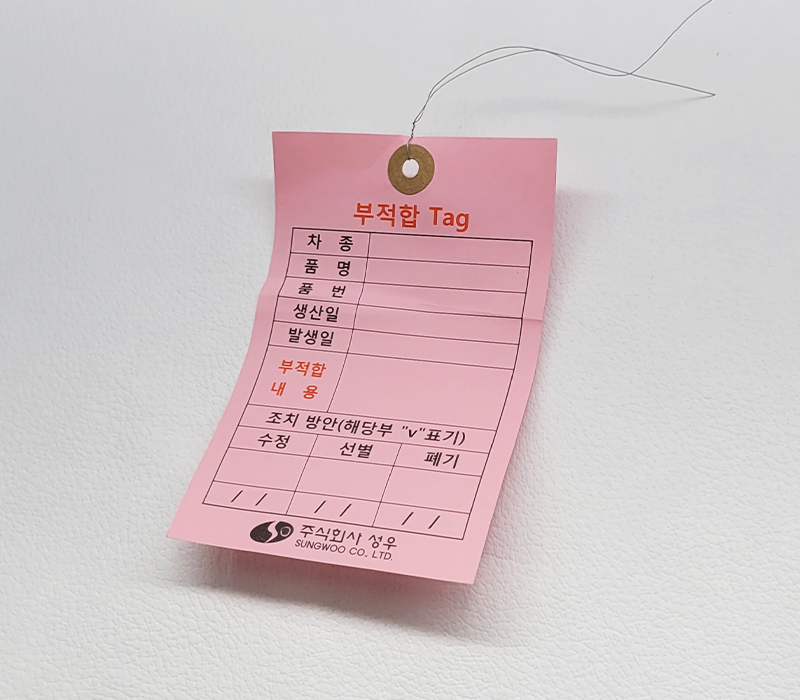 부적합 Tag
차 종
품 명
품 번
생산일
발생일
부적합
내 용
조치 방안(해당부 "v"표기)
수정 선별 폐기
/ / / / / /
주식회사 성우
SUNGWOO CO., LTD.